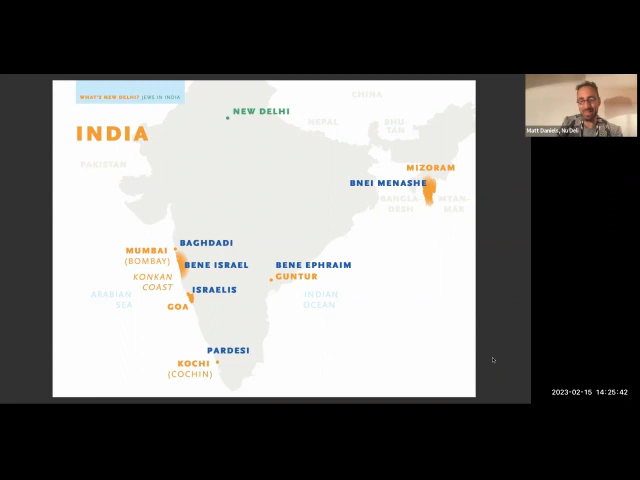 WHAT'S NEW DELHI? JEWS IN INDIA
INDIA
NEW DELHI
CHINA
NEPAL
BHU-
TAN
PAKISTAN
MIZORAM
BNEI MENASHE
BANGLA
DESH
MYAN-
MAR
BAGHDADI
MUMBAI
(BOMBAY)
BENE ISRAEL
KONKAN
COAST
BENE EPHRAIM
GUNTUR
ISRAELIS
ARABIAN
SEA
GOA
INDIAN
OCEAN
PARDESI
KOCHI
(COCHIN)
Matt Daniels, Nu Deli
2023-02-15 14:25:42